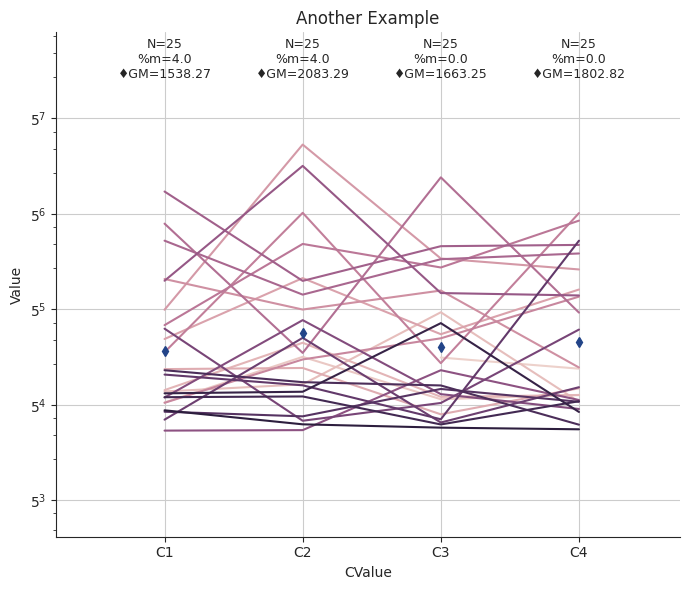 Another Example
N=25 N=25 N=25 N=25
%m=4.0 %m=4.0 %m=0.0 %m=0.0
♦GM=1538.27 ♦GM=2083.29 ♦GM=1663.25 ♦GM=1802.82
5⁷
5⁶
5⁵
5⁴
5³
Value
C1 C2 C3 C4
CValue